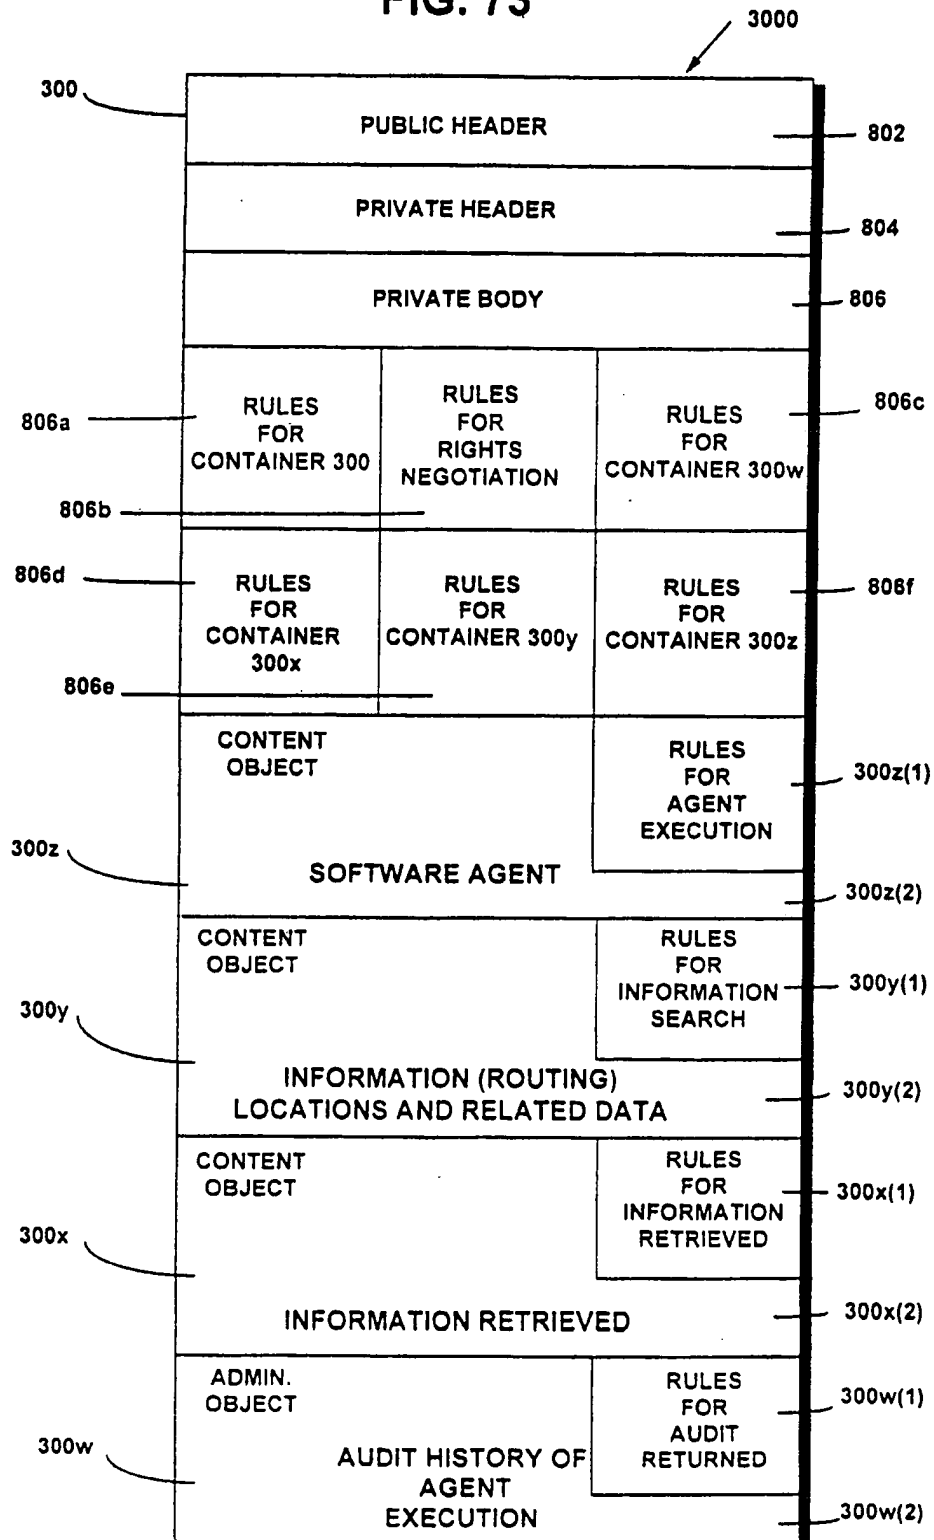 FIG. 73
3000
300
PUBLIC HEADER
802
PRIVATE HEADER
804
PRIVATE BODY
806
806a
RULES
FOR
CONTAINER 300
806b
RULES
FOR
RIGHTS
NEGOTIATION
RULES
FOR
CONTAINER 300w
806c
806d
RULES
FOR
CONTAINER
300x
806e
RULES
FOR
CONTAINER 300y
RULES
FOR
CONTAINER 300z
806f
CONTENT
OBJECT
RULES
FOR
AGENT
EXECUTION
300z(1)
300z
SOFTWARE AGENT
300z(2)
CONTENT
OBJECT
RULES
FOR
INFORMATION
SEARCH
300y(1)
300y
INFORMATION (ROUTING)
LOCATIONS AND RELATED DATA
300y(2)
CONTENT
OBJECT
RULES
FOR
INFORMATION
RETRIEVED
300x(1)
300x
INFORMATION RETRIEVED
300x(2)
ADMIN.
OBJECT
RULES
FOR
AUDIT
RETURNED
300w(1)
300w
AUDIT HISTORY OF
AGENT
EXECUTION
300w(2)